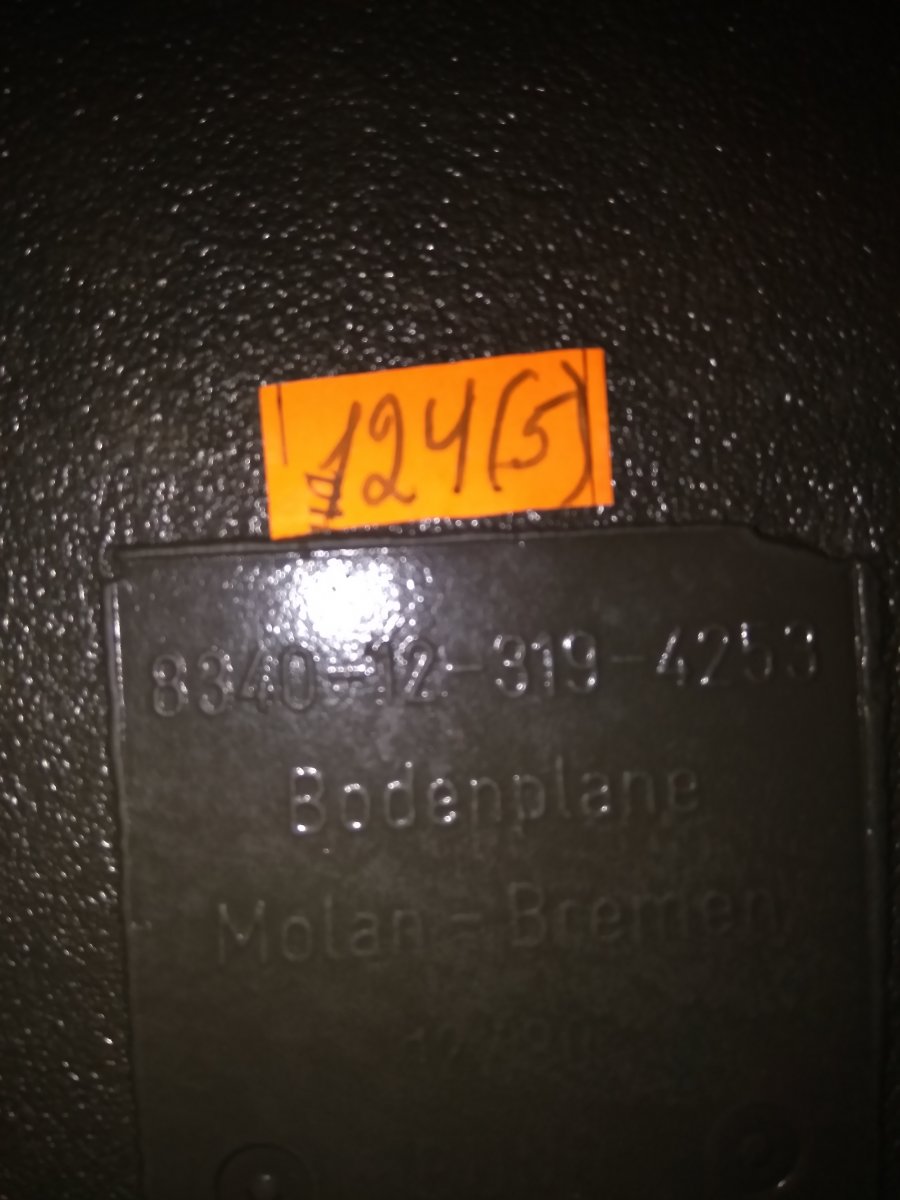 124(5)
8340-12-319-4253
Bodenplane
Molan-Bremen